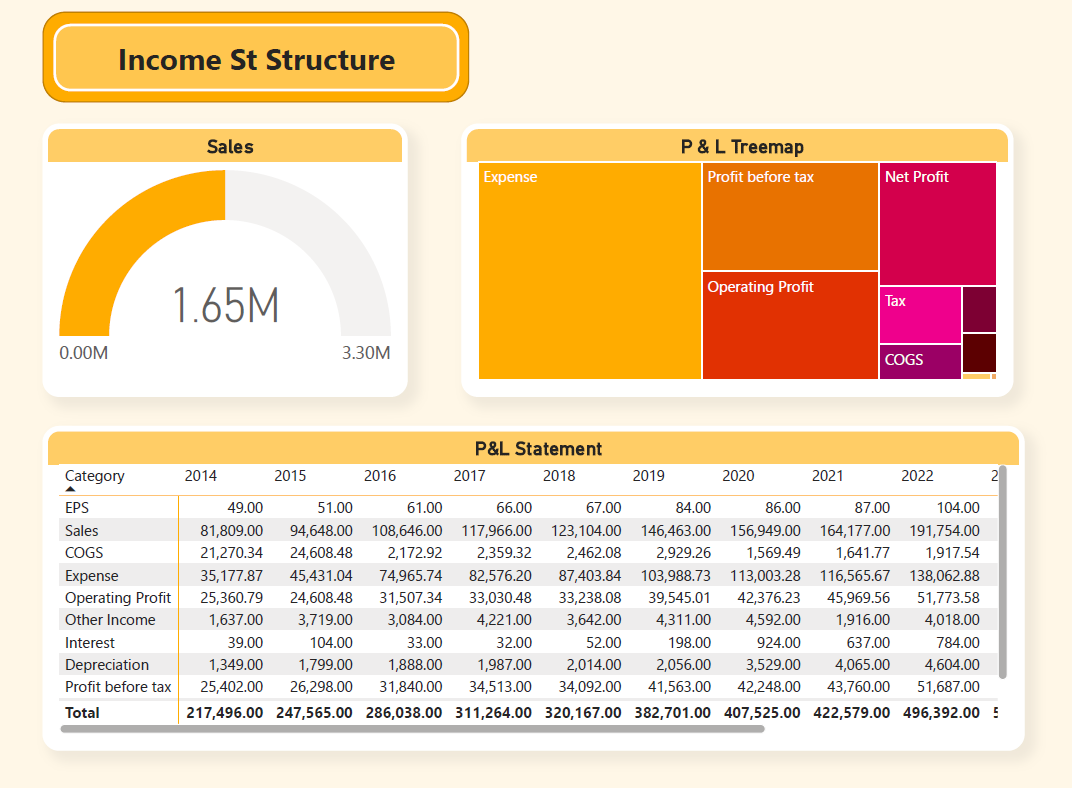 Income St Structure
Sales
1.65M
0.00M 3.30M
P & L Treemap
Expense
Profit before tax
Operating Profit
Net Profit
Tax
COGS
P&L Statement
Category 2014 2015 2016 2017 2018 2019 2020 2021 2022 2
EPS 49.00 51.00 61.00 66.00 67.00 84.00 86.00 87.00 104.00
Sales 81,809.00 94,648.00 108,646.00 117,966.00 123,104.00 146,463.00 156,949.00 164,177.00 191,754.00
COGS 21,270.34 24,608.48 2,172.92 2,359.32 2,462.08 2,929.26 1,569.49 1,641.77 1,917.54
Expense 35,177.87 45,431.04 74,965.74 82,576.20 87,403.84 103,988.73 113,003.28 116,565.67 138,062.88
Operating Profit 25,360.79 24,608.48 31,507.34 33,030.48 33,238.08 39,545.01 42,376.23 45,969.56 51,773.58
Other Income 1,637.00 3,719.00 3,084.00 4,221.00 3,642.00 4,311.00 4,592.00 1,916.00 4,018.00
Interest 39.00 104.00 33.00 32.00 52.00 198.00 924.00 637.00 784.00
Depreciation 1,349.00 1,799.00 1,888.00 1,987.00 2,014.00 2,056.00 3,529.00 4,065.00 4,604.00
Profit before tax 25,402.00 26,298.00 31,840.00 34,513.00 34,092.00 41,563.00 42,248.00 43,760.00 51,687.00
Total 217,496.00 247,565.00 286,038.00 311,264.00 320,167.00 382,701.00 407,525.00 422,579.00 496,392.00 5